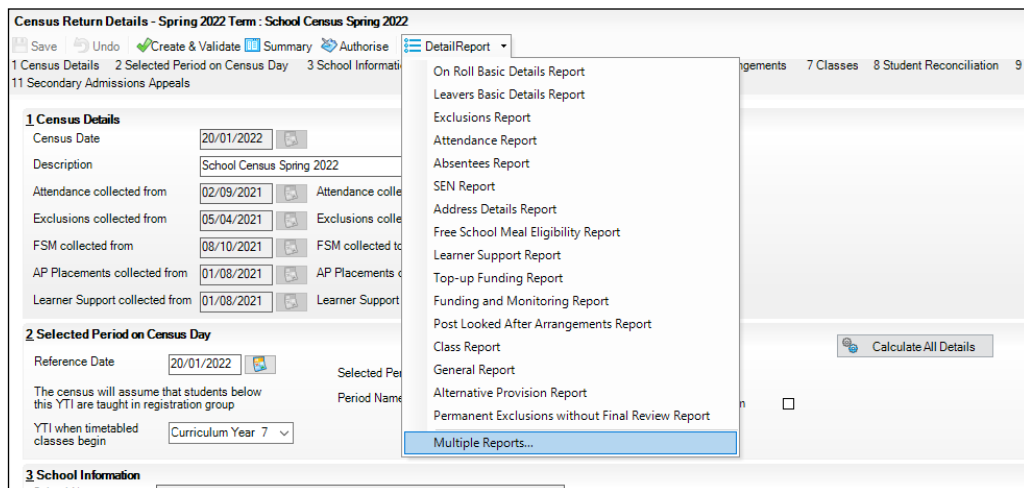 Census Return Details - Spring 2022 Term : School Census Spring 2022
Save Undo Create & Validate Summary Authorise DetailReport
1 Census Details 2 Selected Period on Census Day 3 School 7 Classes 8 Student Reconciliation 9
11 Secondary Admissions Appeals
On Roll Basic Details Report
Leavers Basic Details Report
Exclusions Report
Attendance Report
Absentees Report
SEN Report
Address Details Report
Free School Meal Eligibility Report
Learner Support Report
Top-up Funding Report
Funding and Monitoring Report
Post Looked After Arrangements Report
Class Report
General Report
Alternative Provision Report
Permanent Exclusions without Final Review Report
Multiple Reports...
1 Census Details
Census Date 20/01/2022
Description School Census Spring 2022
Attendance collected from 02/09/2021 Attendance
Exclusions collected from 05/04/2021 Exclusions
FSM collected from 08/10/2021 FSM collected
AP Placements collected from 01/08/2021 AP Placements
Learner Support collected from 01/08/2021 Learner Support
2 Selected Period on Census Day
Calculate All Details
Reference Date 20/01/2022 Selected
The census will assume that students below
this YTI are taught in registration group
Period Name
YTI when timetabled
classes begin
Curriculum Year 7
3 School Information